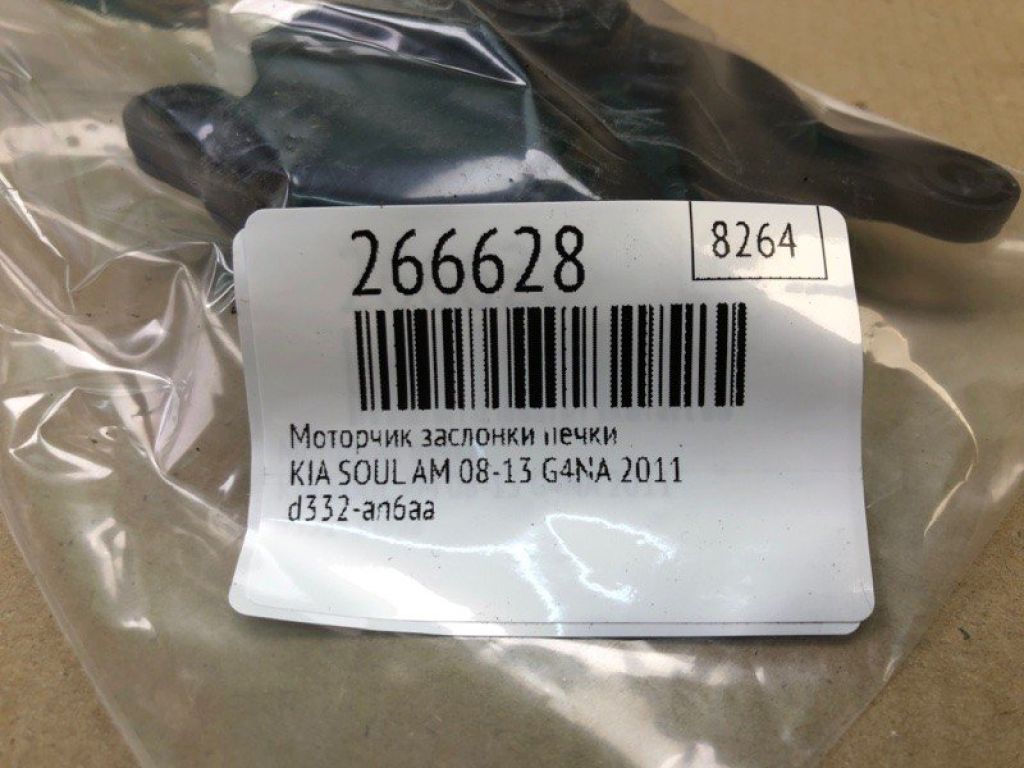 266628
8264
Моторчик заслонки печки
KIA SOUL AM 08-13 G4NA 2011
d332-an6aa